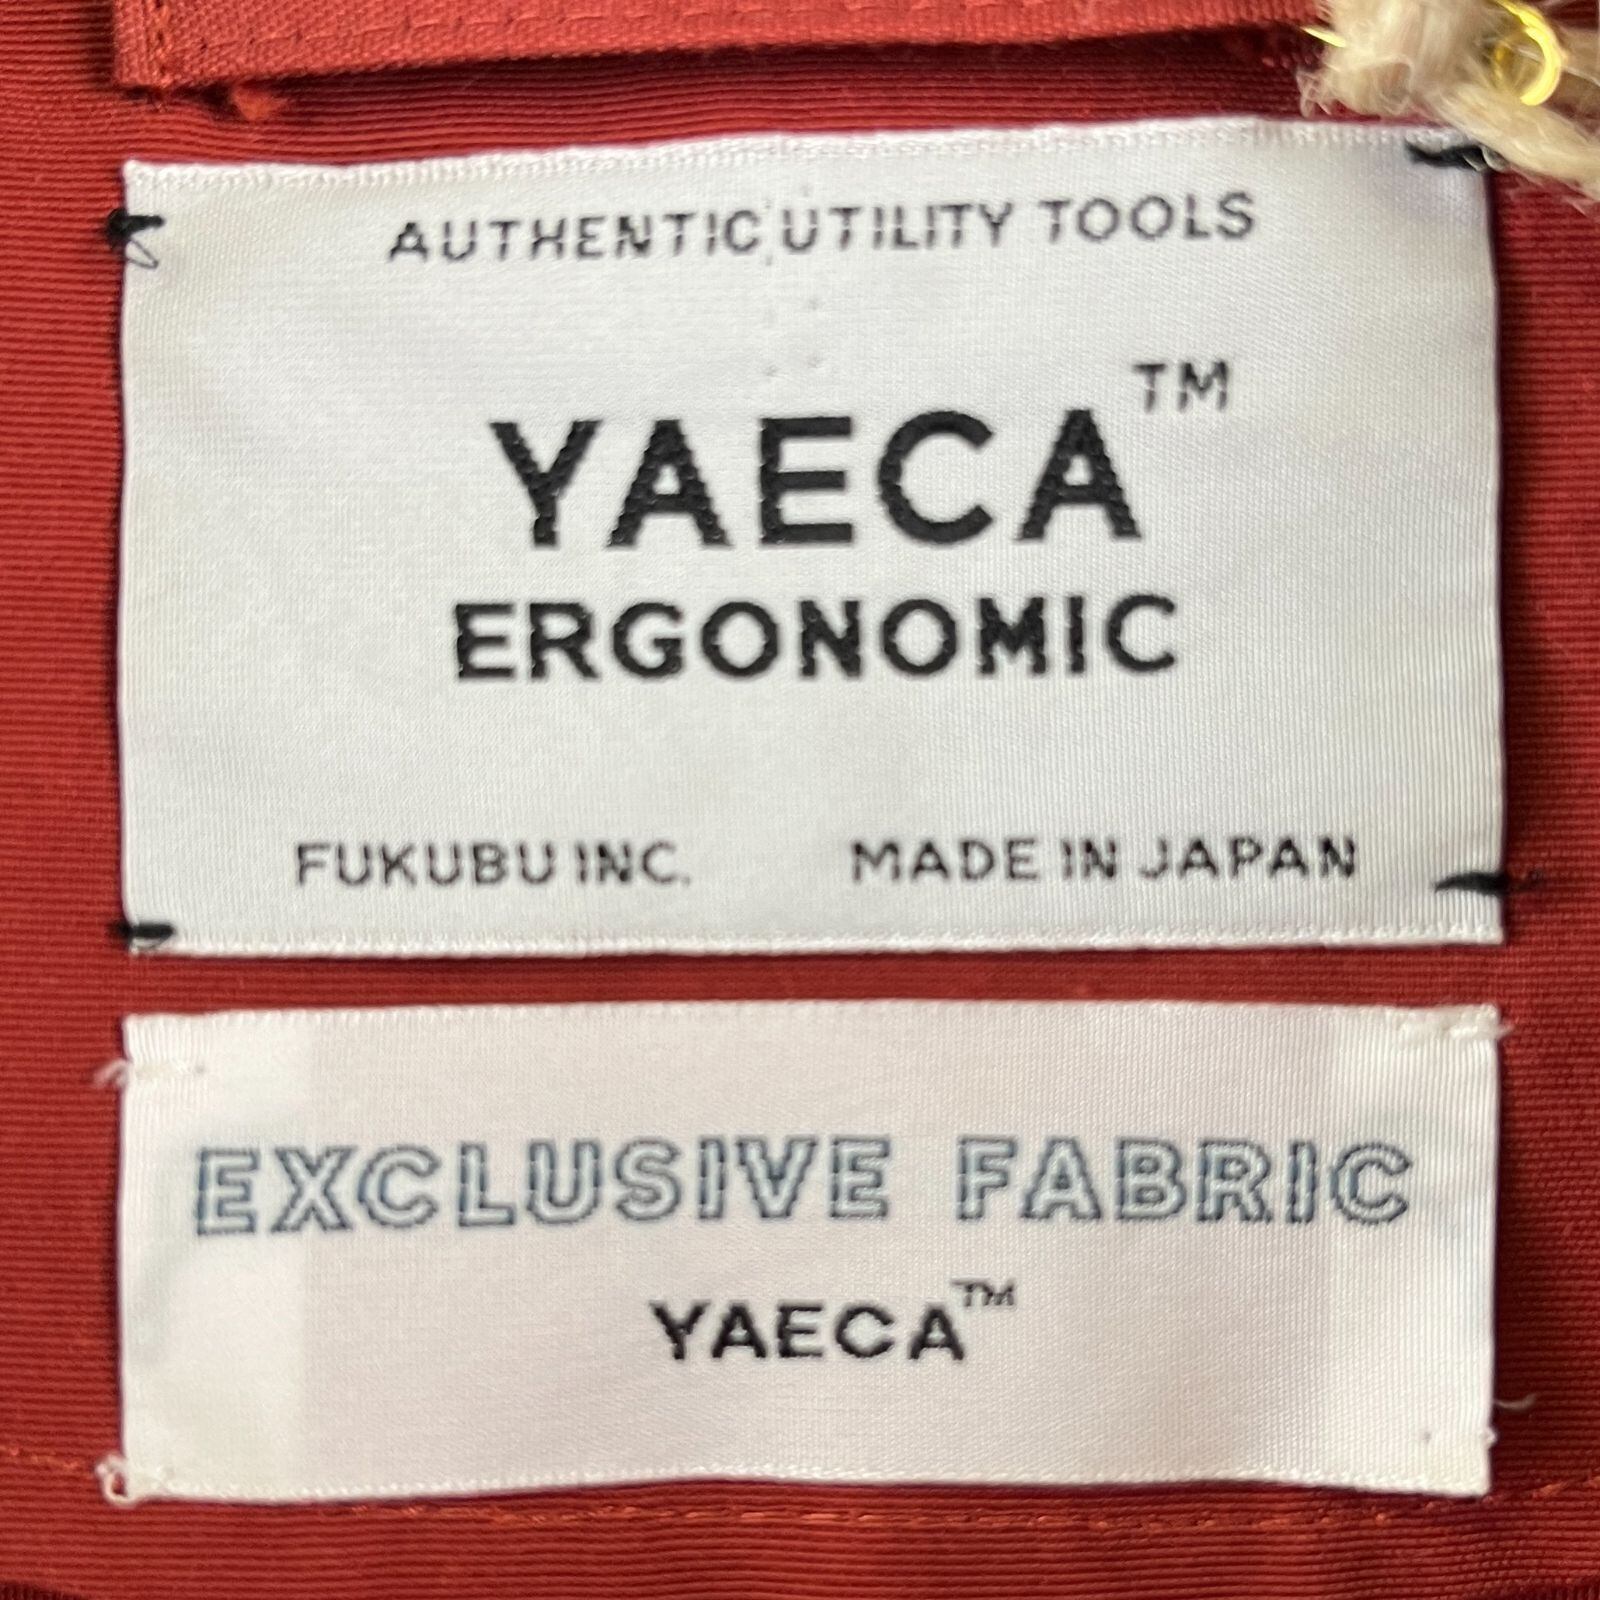 AUTHENTIC UTILITY TOOLS
YAECA™
ERGONOMIC
FUKUBU INC. MADE IN JAPAN
EXCLUSIVE FABRIC
YAECA™